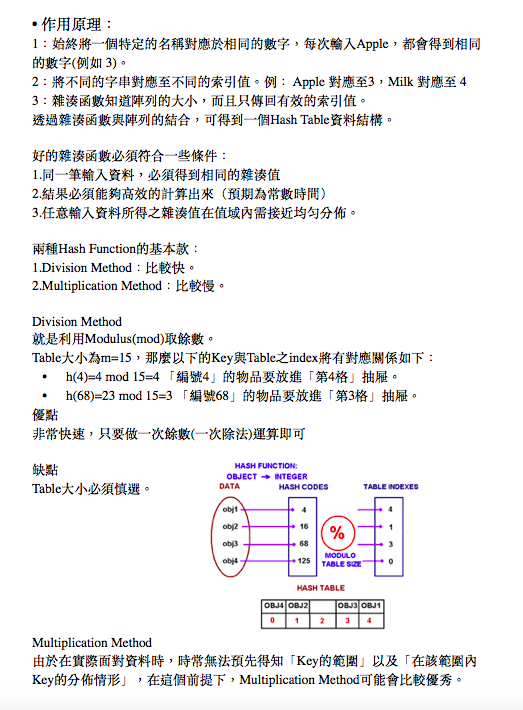 • 作用原理：
1：始終將一個特定的名稱對應於相同的數字，每次輸入Apple，都會得到相同
的數字(例如 3)。
2：將不同的字串對應至不同的索引值。例： Apple 對應至3，Milk 對應至 4
3：雜湊函數知道陣列的大小，而且只傳回有效的索引值。
透過雜湊函數與陣列的結合，可得到一個Hash Table資料結構。
好的雜湊函數必須符合一些條件：
1.同一筆輸入資料，必須得到相同的雜湊值
2.結果必須能夠高效的計算出來（預期為常數時間）
3.任意輸入資料所得之雜湊值在值域內需接近均勻分佈。
兩種Hash Function的基本款：
1.Division Method：比較快。
2.Multiplication Method：比較慢。
Division Method
就是利用Modulus(mod)取餘數。
Table大小為m=15，那麼以下的Key與Table之index將有對應關係如下：
• h(4)=4 mod 15=4 「編號4」的物品要放進「第4格」抽屜。
• h(68)=23 mod 15=3 「編號68」的物品要放進「第3格」抽屜。
優點
非常快速，只要做一次餘數(一次除法)運算即可
缺點
Table大小必須慎選。
HASH FUNCTION:
OBJECT → INTEGER
DATA HASH CODES TABLE INDEXES
obj1 4 4
obj2 16 1
obj3 68 3
obj4 125 0
%
MODULO
TABLE SIZE
HASH TABLE
OBJ4 OBJ2 OBJ3 OBJ1
0 1 2 3 4
Multiplication Method
由於在實際面對資料時，時常無法預先得知「Key的範圍」以及「在該範圍內
Key的分佈情形」，在這個前提下，Multiplication Method可能會比較優秀。